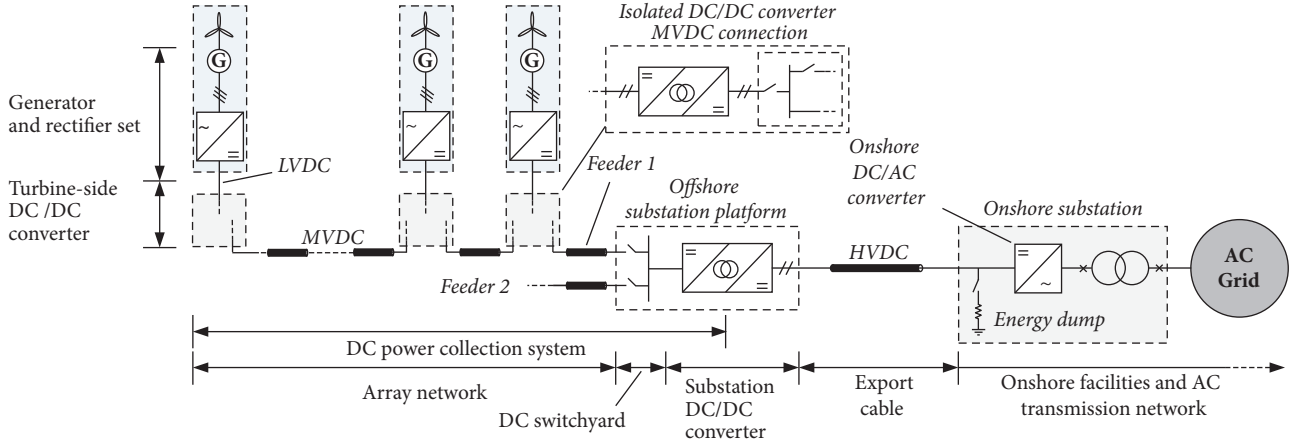 Isolated DC/DC converter
MVDC connection
G
G
G
Generator
and rectifier set
~
=
~
=
~
=
=
=
LVDC
Feeder 1
Onshore
DC/AC
converter
Turbine-side
DC /DC
converter
Offshore
substation platform
Onshore substation
MVDC
HVDC
=
=
=
~
AC
Grid
Feeder 2
Energy dump
DC power collection system
Array network
DC switchyard
Substation
DC/DC
converter
Export
cable
Onshore facilities and AC
transmission network